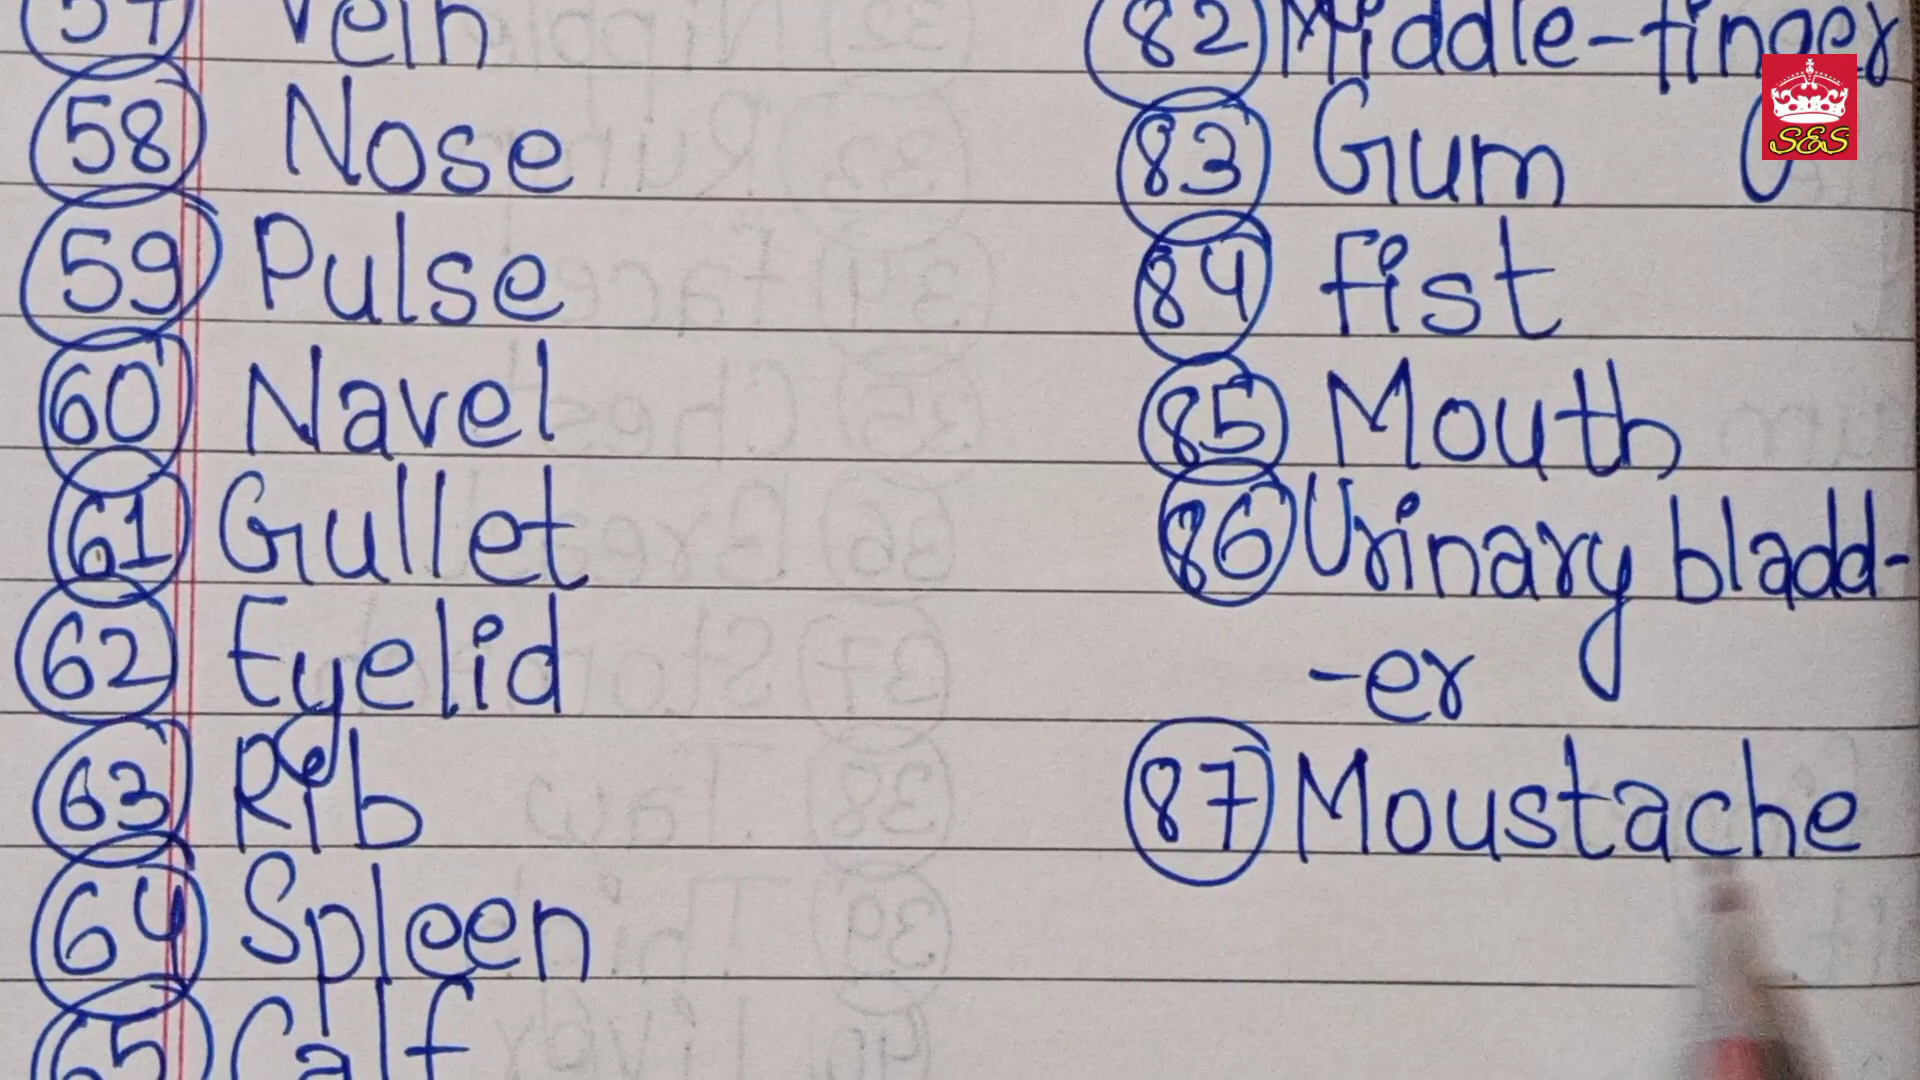 57 Vein
58 Nose
59 Pulse
60 Navel
61 Gullet
62 Eyelid
63 Rib
64 Spleen
65 Calf
82 Middle-finger
83 Gum
84 Fist
85 Mouth
86 Urinary bladd-
-er
87 Moustache
S&S